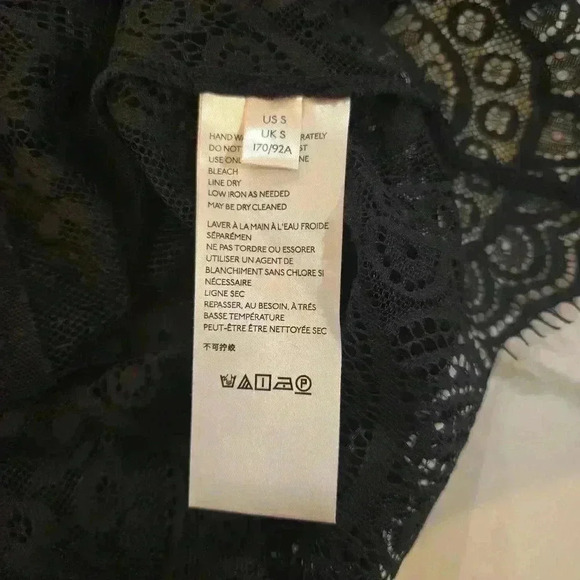 US S
UK S
170/92A
HAND W RATELY
DO NOT ST
USE ON NE
BLEACH
LINE DRY
LOW IRON AS NEEDED
MAY BE DRY CLEANED
LAVER À LA MAIN À L'EAU FROIDE
SÉPARÉMEN
NE PAS TORDRE OU ESSORER
UTILISER UN AGENT DE
BLANCHIMENT SANS CHLORE SI
NÉCESSAIRE
LIGNE SEC
REPASSER, AU BESOIN, À TRÉS
BASSE TEMPÉRATURE
PEUT-ÊTRE ÊTRE NETTOYÉE SEC
不可拧绞
P